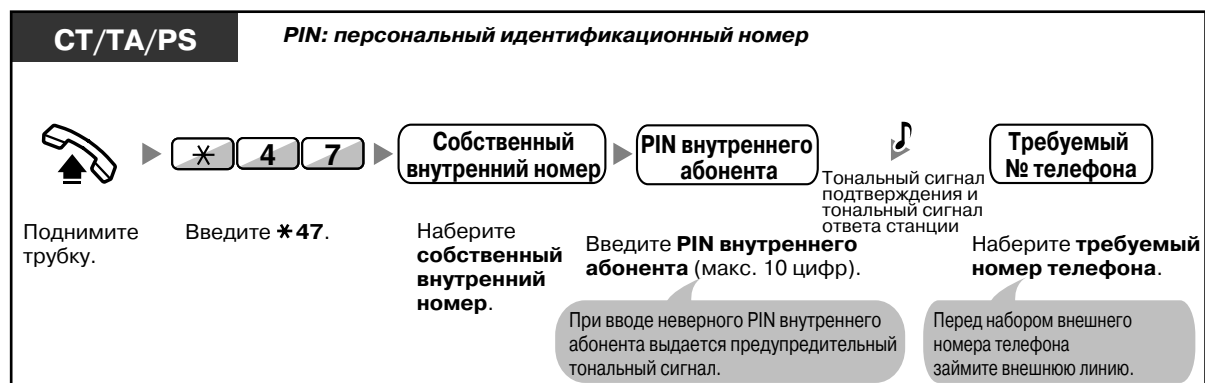 CT/TA/PS
PIN: персональный идентификационный номер
✳ 4 7
Собственный
внутренний номер
PIN внутреннего
абонента
Тональный сигнал
подтверждения и
тональный сигнал
ответа станции
Требуемый
№ телефона
Поднимите
трубку.
Введите ✳47.
Наберите
собственный
внутренний
номер.
Введите PIN внутреннего
абонента (макс. 10 цифр).
При вводе неверного PIN внутреннего
абонента выдается предупредительный
тональный сигнал.
Наберите требуемый
номер телефона.
Перед набором внешнего
номера телефона
займите внешнюю линию.